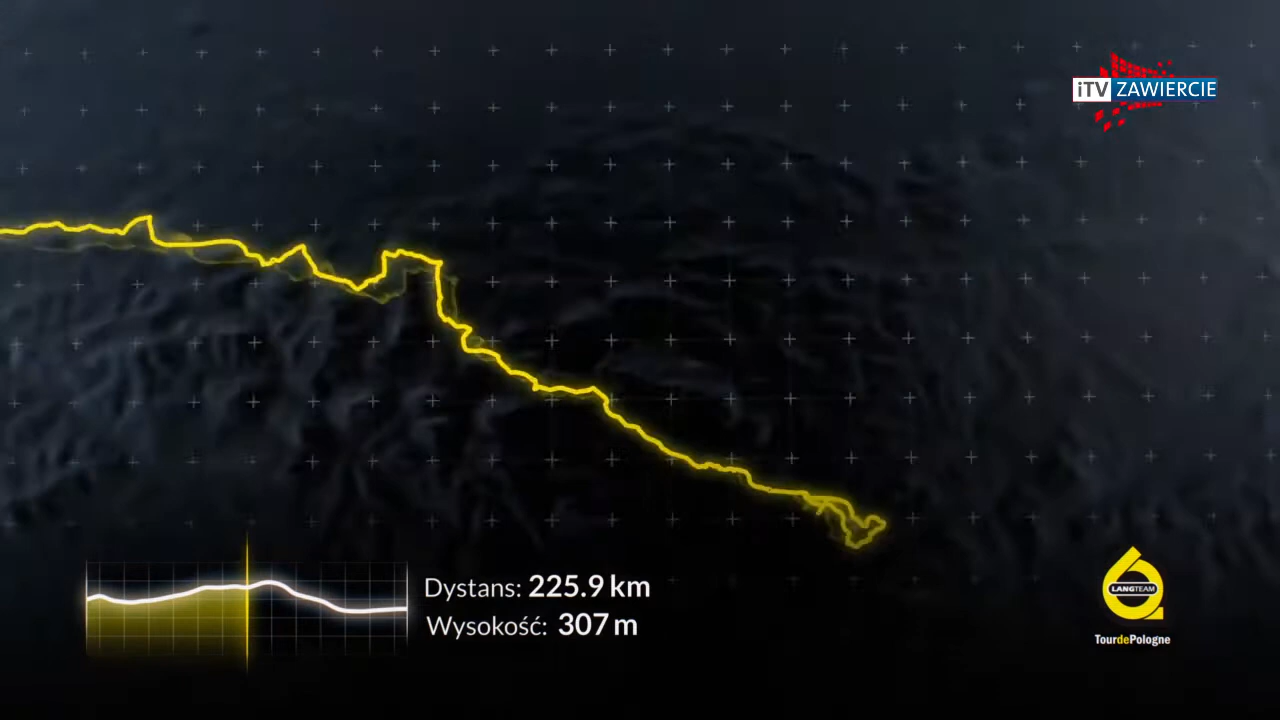 iTV ZAWIERCIE
Dystans: 225.9 km
Wysokość: 307 m
LANGTEAM
TourdePologne